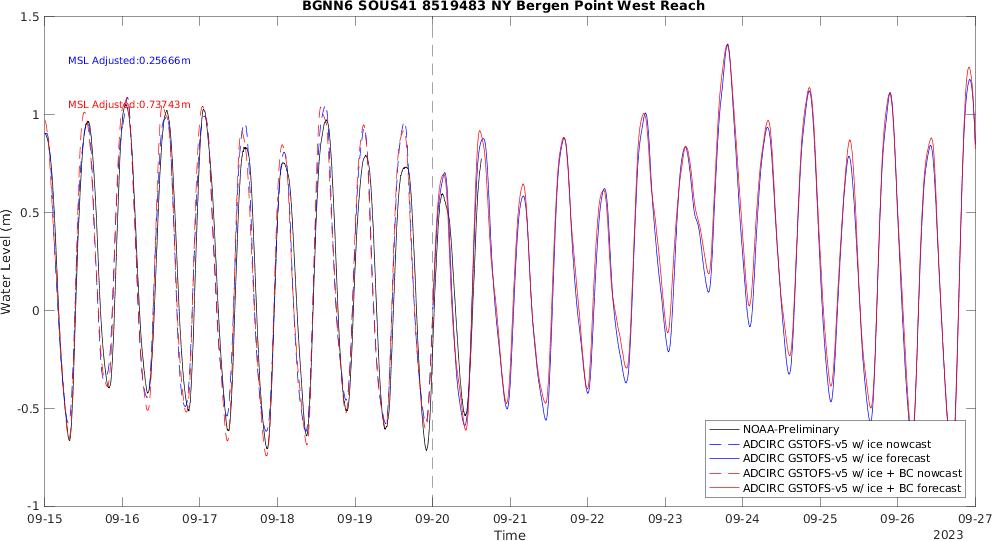 BGNN6 SOUS41 8519483 NY Bergen Point West Reach
1.5
MSL Adjusted:0.25666m
MSL Adjusted:0.73743m
1
0.5
0
-0.5
-1
Water Level (m)
NOAA-Preliminary
ADCIRC GSTOFS-v5 w/ ice nowcast
ADCIRC GSTOFS-v5 w/ ice forecast
ADCIRC GSTOFS-v5 w/ ice + BC nowcast
ADCIRC GSTOFS-v5 w/ ice + BC forecast
09-15 09-16 09-17 09-18 09-19 09-20 09-21 09-22 09-23 09-24 09-25 09-26 09-27
Time
2023